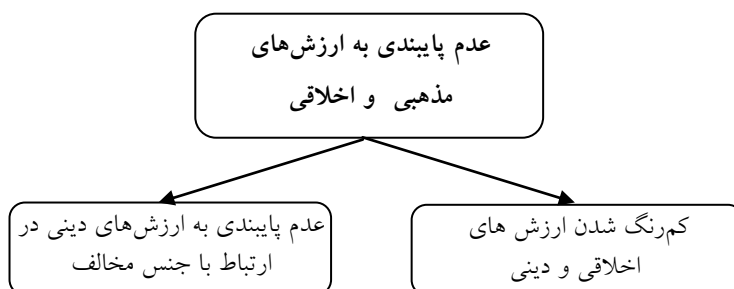 عدم پایبندی به ارزش‌های
مذهبی و اخلاقی
کم‌رنگ شدن ارزش های
اخلاقی و دینی
عدم پایبندی به ارزش‌های دینی در
ارتباط با جنس مخالف